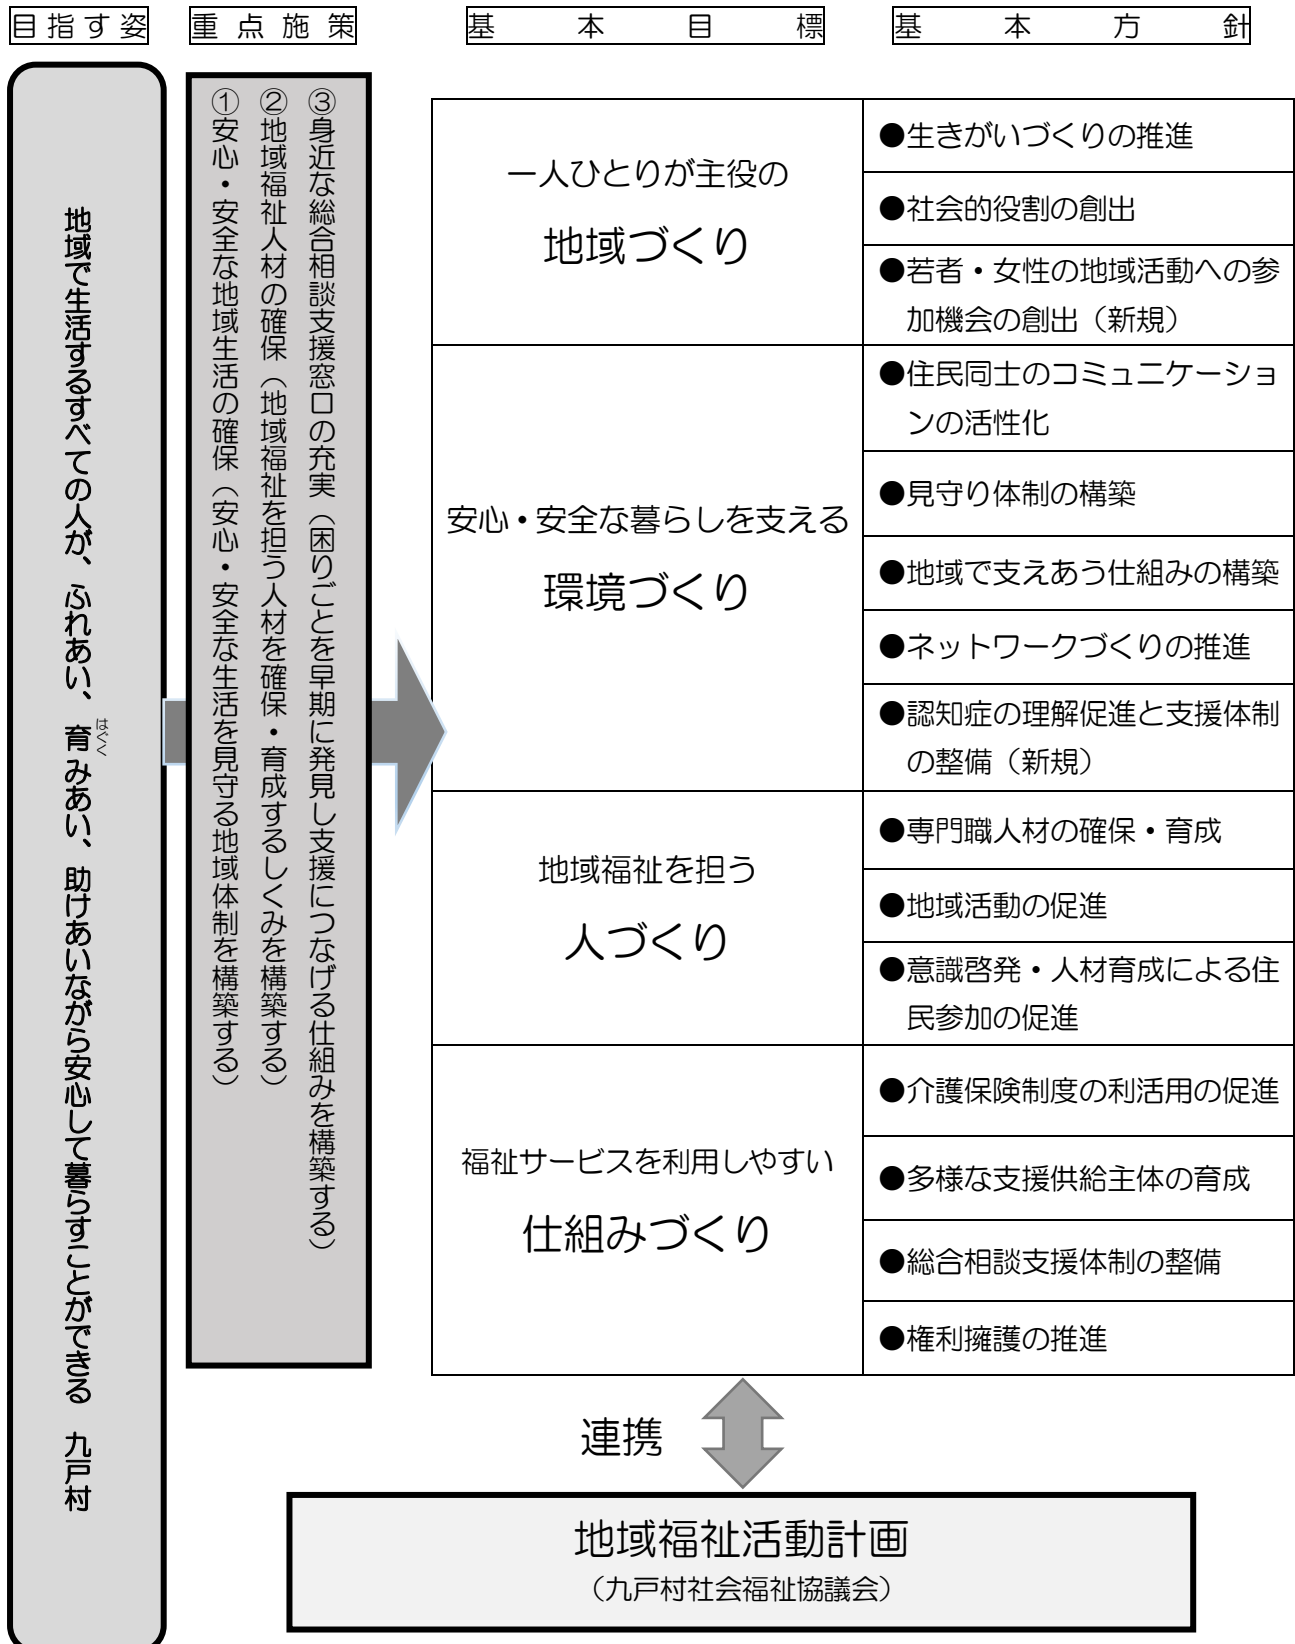 目指す姿
重点施策
基本目標
基本方針
地域で生活するすべての人が、ふれあい、育みあい、助けあいながら安心して暮らすことができる　九戸村
はぐく
③身近な総合相談支援窓口の充実（困りごとを早期に発見し支援につなげる仕組みを構築する）
②地域福祉人材の確保（地域福祉を担う人材を確保・育成するしくみを構築する）
①安心・安全な地域生活の確保（安心・安全な生活を見守る地域体制を構築する）
一人ひとりが主役の
地域づくり
●生きがいづくりの推進
●社会的役割の創出
●若者・女性の地域活動への参
加機会の創出（新規）
安心・安全な暮らしを支える
環境づくり
●住民同士のコミュニケーショ
ンの活性化
●見守り体制の構築
●地域で支えあう仕組みの構築
●ネットワークづくりの推進
●認知症の理解促進と支援体制
の整備（新規）
地域福祉を担う
人づくり
●専門職人材の確保・育成
●地域活動の促進
●意識啓発・人材育成による住
民参加の促進
福祉サービスを利用しやすい
仕組みづくり
●介護保険制度の利活用の促進
●多様な支援供給主体の育成
●総合相談支援体制の整備
●権利擁護の推進
連携
地域福祉活動計画
（九戸村社会福祉協議会）